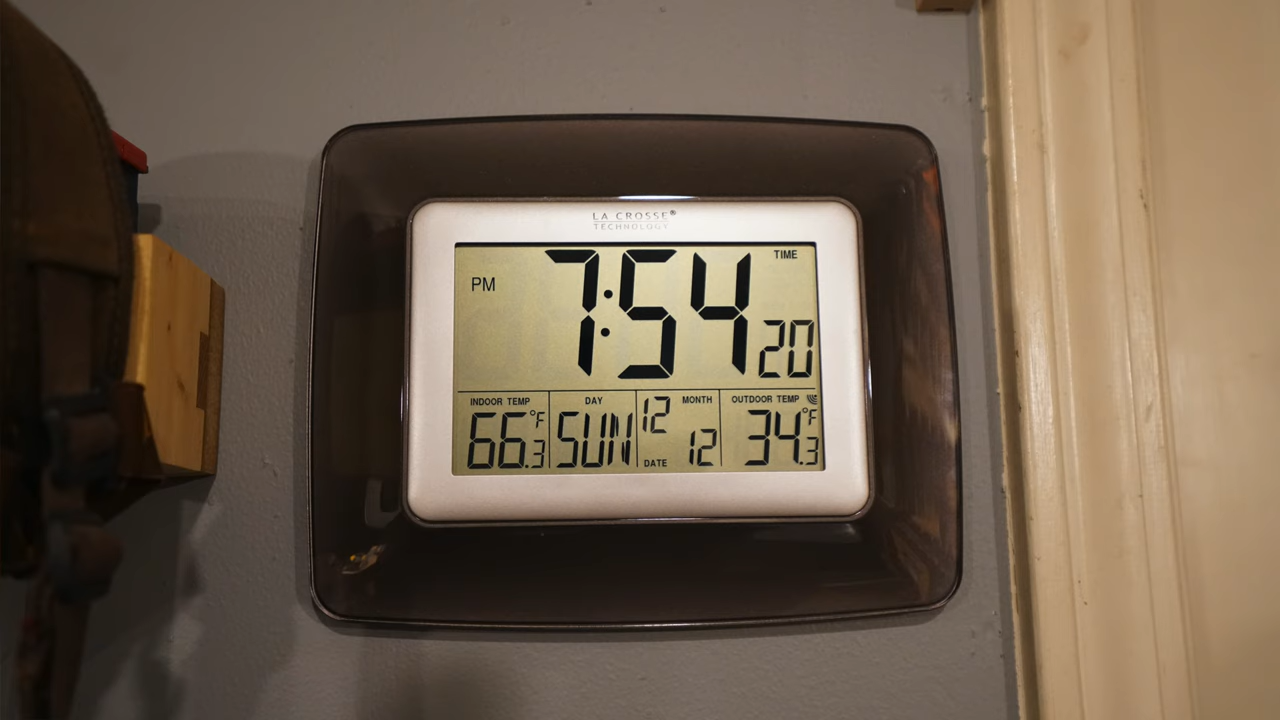 LA CROSSE®
TECHNOLOGY
TIME
PM 7:54 20
INDOOR TEMP DAY 12 MONTH OUTDOOR TEMP
66.3 °F SUN DATE 12 34.3 °F